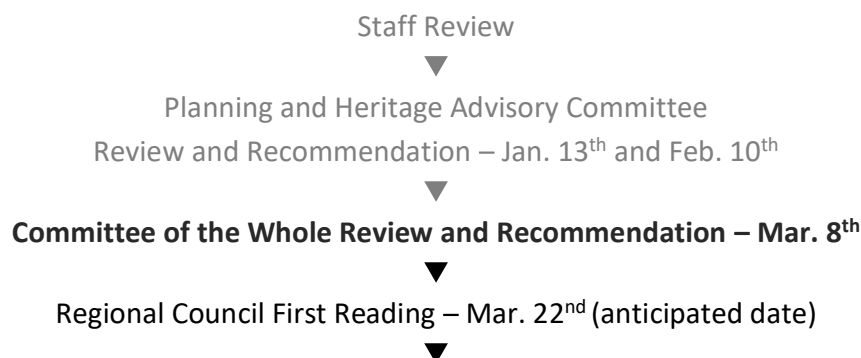 Staff Review
Planning and Heritage Advisory Committee
Review and Recommendation – Jan. 13th and Feb. 10th
Committee of the Whole Review and Recommendation – Mar. 8th
Regional Council First Reading – Mar. 22nd (anticipated date)